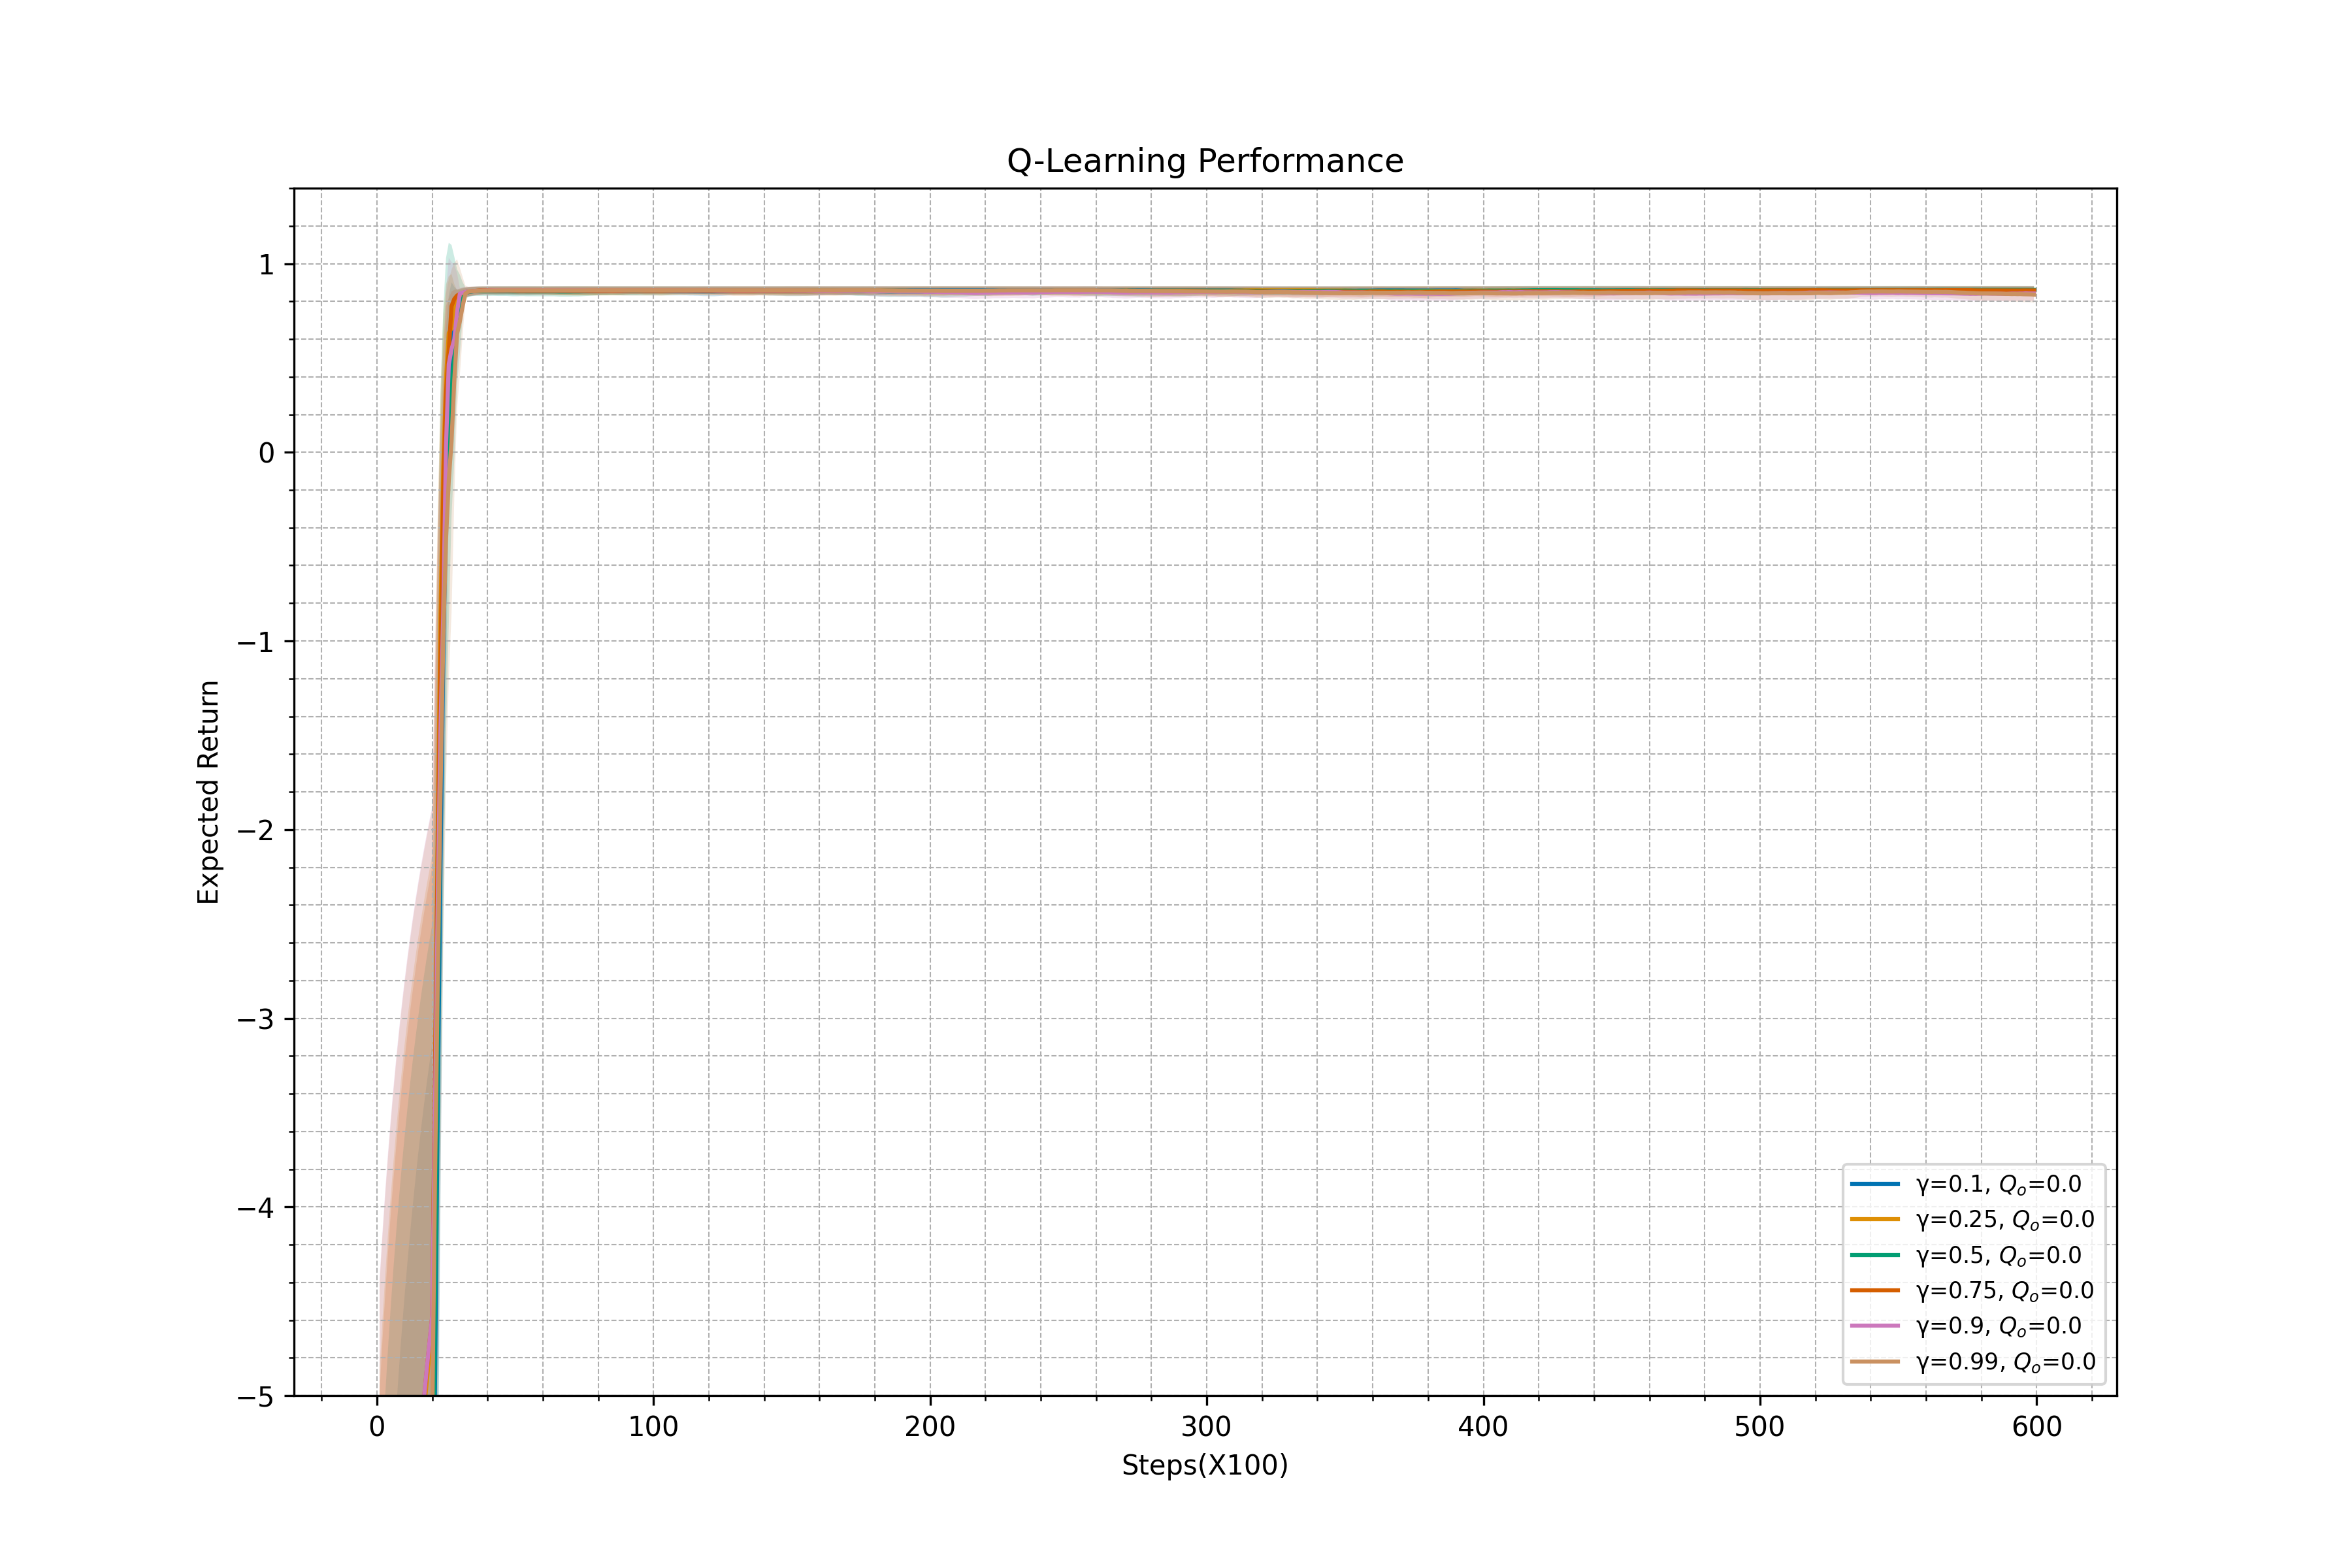 Q-Learning Performance
Expected Return
1
0
−1
−2
−3
−4
−5
0 100 200 300 400 500 600
Steps(X100)
γ=0.1, Qₒ=0.0
γ=0.25, Qₒ=0.0
γ=0.5, Qₒ=0.0
γ=0.75, Qₒ=0.0
γ=0.9, Qₒ=0.0
γ=0.99, Qₒ=0.0